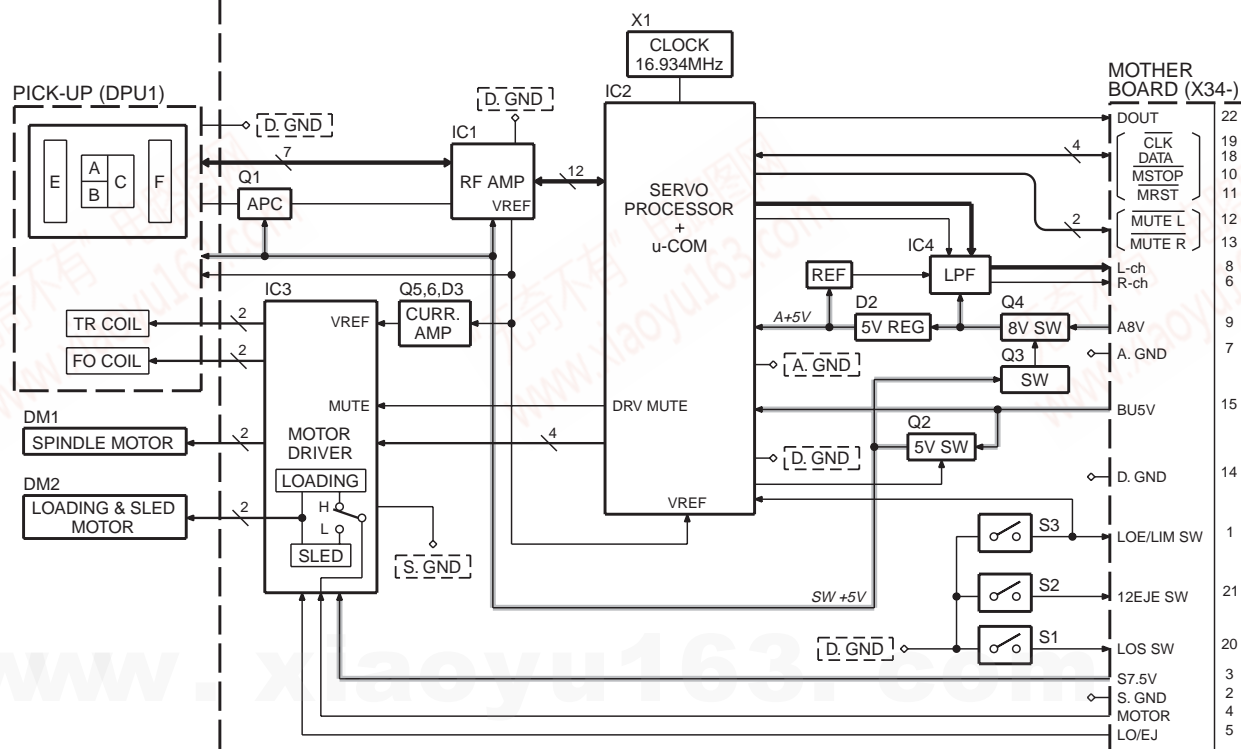 X1
CLOCK
16.934MHz
PICK-UP (DPU1)
D. GND
D. GND
IC1
IC2
MOTHER
BOARD (X34-)
E
A
B
C
F
7
Q1
APC
RF AMP
VREF
12
SERVO
PROCESSOR
+
u-COM
DOUT 22
4
CLK 19
DATA 18
MSTOP 10
MRST 11
2
MUTE L 12
MUTE R 13
IC4
REF
LPF
L-ch 8
R-ch 6
IC3
Q5,6,D3
TR COIL
2
VREF
CURR.
AMP
A+5V
D2
5V REG
Q4
8V SW
A8V 9
FO COIL
2
A. GND
Q3
SW
A. GND 7
MUTE
DRV MUTE
BU5V 15
DM1
SPINDLE MOTOR
2
MOTOR
DRIVER
4
Q2
5V SW
D. GND
D. GND 14
DM2
LOADING & SLED
MOTOR
2
LOADING
H
L
SLED
VREF
S. GND
S3
LOE/LIM SW 1
SW +5V
S2
12EJE SW 21
D. GND
S1
LOS SW 20
S7.5V 3
S. GND 2
MOTOR 4
LO/EJ 5
www.xiaoyu163.com